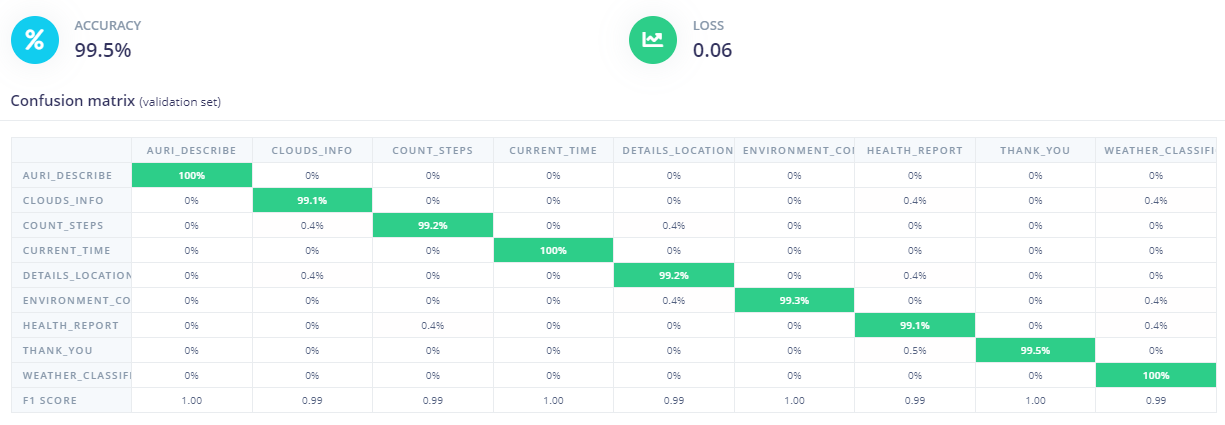 ACCURACY
99.5%
LOSS
0.06
Confusion matrix (validation set)
AURI_DESCRIBE CLOUDS_INFO COUNT_STEPS CURRENT_TIME DETAILS_LOCATION ENVIRONMENT_CO HEALTH_REPORT THANK_YOU WEATHER_CLASSIFI
AURI_DESCRIBE 100% 0% 0% 0% 0% 0% 0% 0% 0%
CLOUDS_INFO 0% 99.1% 0% 0% 0% 0% 0.4% 0% 0.4%
COUNT_STEPS 0% 0.4% 99.2% 0% 0.4% 0% 0% 0% 0%
CURRENT_TIME 0% 0% 0% 100% 0% 0% 0% 0% 0%
DETAILS_LOCATION 0% 0.4% 0% 0% 99.2% 0% 0.4% 0% 0%
ENVIRONMENT_CO 0% 0% 0% 0% 0.4% 99.3% 0% 0% 0.4%
HEALTH_REPORT 0% 0% 0.4% 0% 0% 0% 99.1% 0% 0.4%
THANK_YOU 0% 0% 0% 0% 0% 0% 0.5% 99.5% 0%
WEATHER_CLASSIFI 0% 0% 0% 0% 0% 0% 0% 0% 100%
F1 SCORE 1.00 0.99 0.99 1.00 0.99 1.00 0.99 1.00 0.99